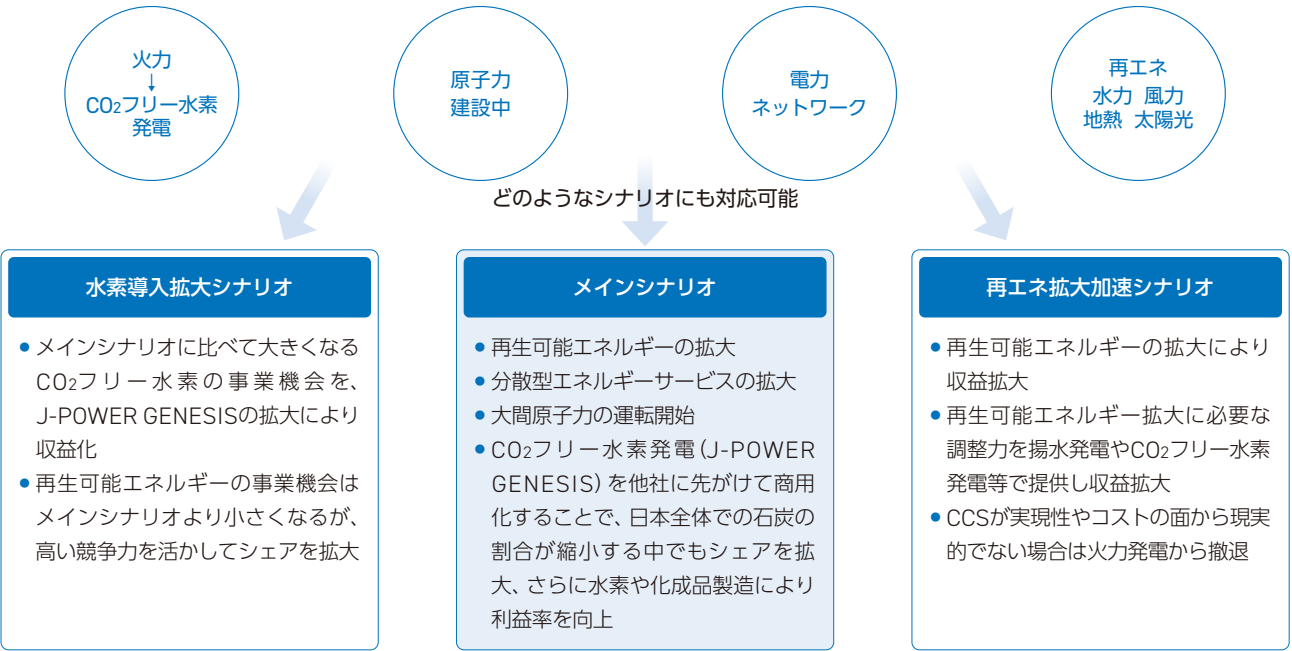 火力
↓
CO2フリー水素
発電
原子力
建設中
電力
ネットワーク
再エネ
水力 風力
地熱 太陽光
どのようなシナリオにも対応可能
水素導入拡大シナリオ
● メインシナリオに比べて大きくなる
CO2フリー水素の事業機会を、
J-POWER GENESISの拡大により
収益化
● 再生可能エネルギーの事業機会は
メインシナリオより小さくなるが、
高い競争力を活かしてシェアを拡大
メインシナリオ
● 再生可能エネルギーの拡大
● 分散型エネルギーサービスの拡大
● 大間原子力の運転開始
● CO2フリー水素発電(J-POWER
GENESIS)を他社に先がけて商用
化することで、日本全体での石炭の
割合が縮小する中でもシェアを拡
大、さらに水素や化成品製造により
利益率を向上
再エネ拡大加速シナリオ
● 再生可能エネルギーの拡大により
収益拡大
● 再生可能エネルギー拡大に必要な
調整力を揚水発電やCO2フリー水素
発電等で提供し収益拡大
● CCSが実現性やコストの面から現実
的でない場合は火力発電から撤退